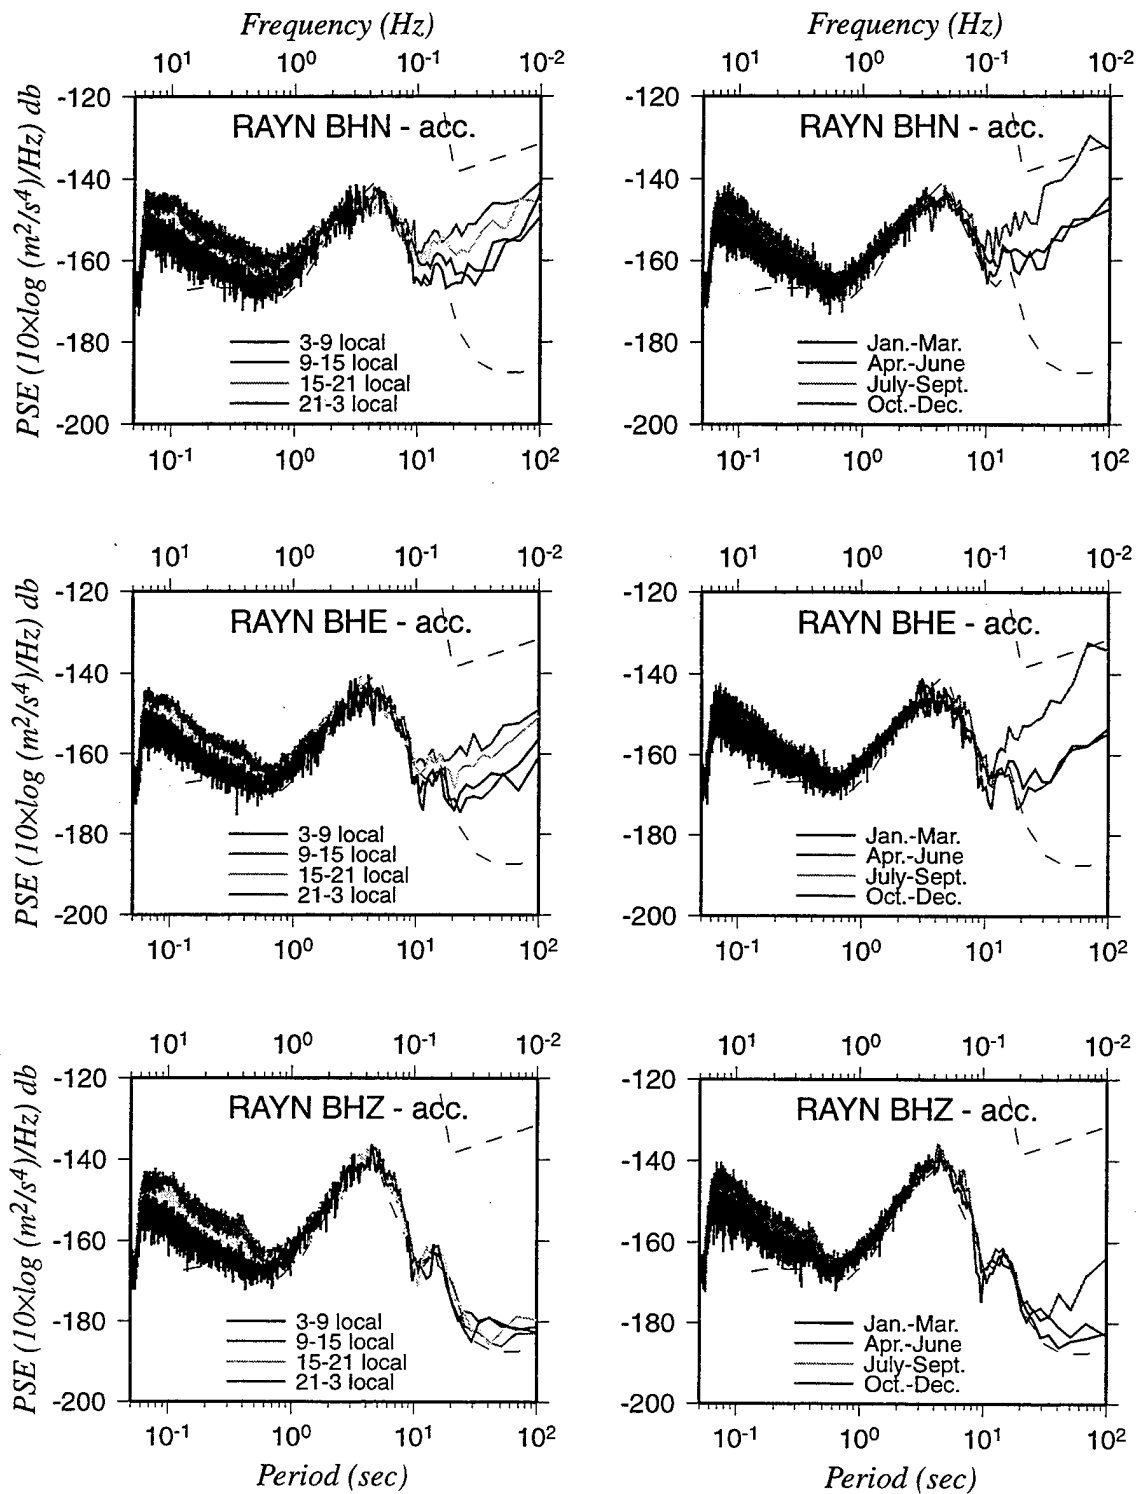 Frequency (Hz) Frequency (Hz)
10¹ 10⁰ 10⁻¹ 10⁻² 10¹ 10⁰ 10⁻¹ 10⁻²
PSE (10×log (m²/s⁴)/Hz) db
-120 -120
RAYN BHN - acc. RAYN BHN - acc.
-140 -140
-160 -160
-180 -180
3-9 local Jan.-Mar.
9-15 local Apr.-June
15-21 local July-Sept.
21-3 local Oct.-Dec.
-200 -200
10⁻¹ 10⁰ 10¹ 10² 10⁻¹ 10⁰ 10¹ 10²
10¹ 10⁰ 10⁻¹ 10⁻² 10¹ 10⁰ 10⁻¹ 10⁻²
PSE (10×log (m²/s⁴)/Hz) db
-120 -120
RAYN BHE - acc. RAYN BHE - acc.
-140 -140
-160 -160
-180 -180
3-9 local Jan.-Mar.
9-15 local Apr.-June
15-21 local July-Sept.
21-3 local Oct.-Dec.
-200 -200
10⁻¹ 10⁰ 10¹ 10² 10⁻¹ 10⁰ 10¹ 10²
10¹ 10⁰ 10⁻¹ 10⁻² 10¹ 10⁰ 10⁻¹ 10⁻²
PSE (10×log (m²/s⁴)/Hz) db
-120 -120
RAYN BHZ - acc. RAYN BHZ - acc.
-140 -140
-160 -160
-180 -180
3-9 local Jan.-Mar.
9-15 local Apr.-June
15-21 local July-Sept.
21-3 local Oct.-Dec.
-200 -200
10⁻¹ 10⁰ 10¹ 10² 10⁻¹ 10⁰ 10¹ 10²
Period (sec) Period (sec)